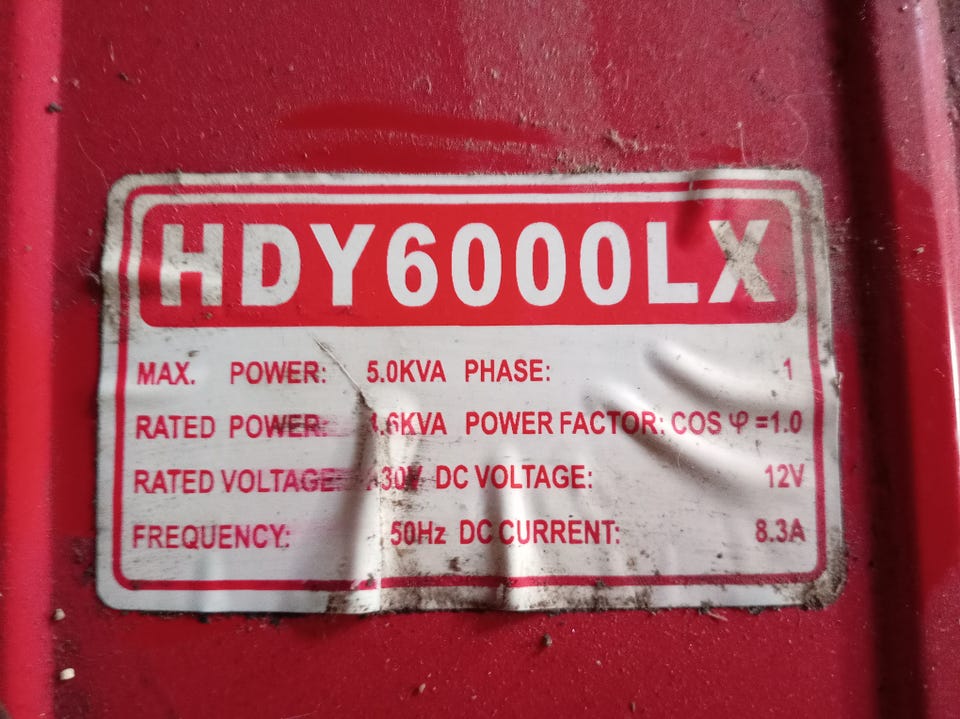 HDY6000LX
MAX. POWER: 5.0KVA PHASE: 1
RATED POWER: POWER FACTOR: COS φ =1.0
RATED VOLTAGE: DC VOLTAGE: 12V
FREQUENCY: 50Hz DC CURRENT: 8.3A